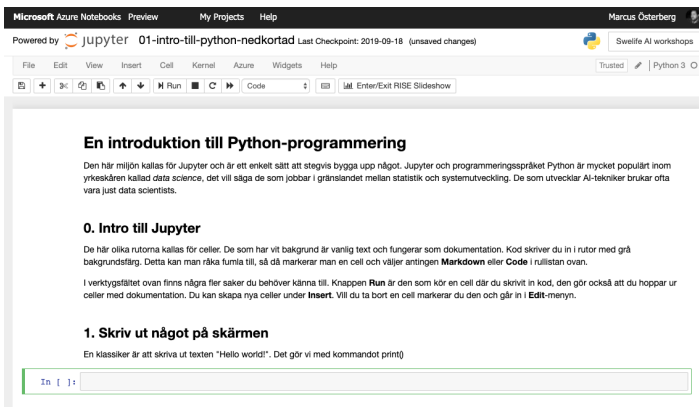 Microsoft Azure Notebooks Preview My Projects Help Marcus Österberg
Powered by jupyter 01-intro-till-python-nedkortad Last Checkpoint: 2019-09-18 (unsaved changes) Swelife AI workshops
File Edit View Insert Cell Kernel Azure Widgets Help Trusted Python 3
Run Code Enter/Exit RISE Slideshow
En introduktion till Python-programmering
Den här miljön kallas för Jupyter och är ett enkelt sätt att stegvis bygga upp något. Jupyter och programmeringsspråket Python är mycket populärt inom
yrkeskåren kallad data science, det vill säga de som jobbar i gränslandet mellan statistik och systemutveckling. De som utvecklar AI-tekniker brukar ofta
vara just data scientists.
0. Intro till Jupyter
De här olika rutorna kallas för celler. De som har vit bakgrund är vanlig text och fungerar som dokumentation. Kod skriver du in i rutor med grå
bakgrundsfärg. Detta kan man råka fumla till, så då markerar man en cell och väljer antingen Markdown eller Code i rullistan ovan.
I verktygsfältet ovan finns några fler saker du behöver känna till. Knappen Run är den som kör en cell där du skrivit in kod, den gör också att du hoppar ur
celler med dokumentation. Du kan skapa nya celler under Insert. Vill du ta bort en cell markerar du den och går in i Edit-menyn.
1. Skriv ut något på skärmen
En klassiker är att skriva ut texten "Hello world!". Det gör vi med kommandot print()
In [ ]: